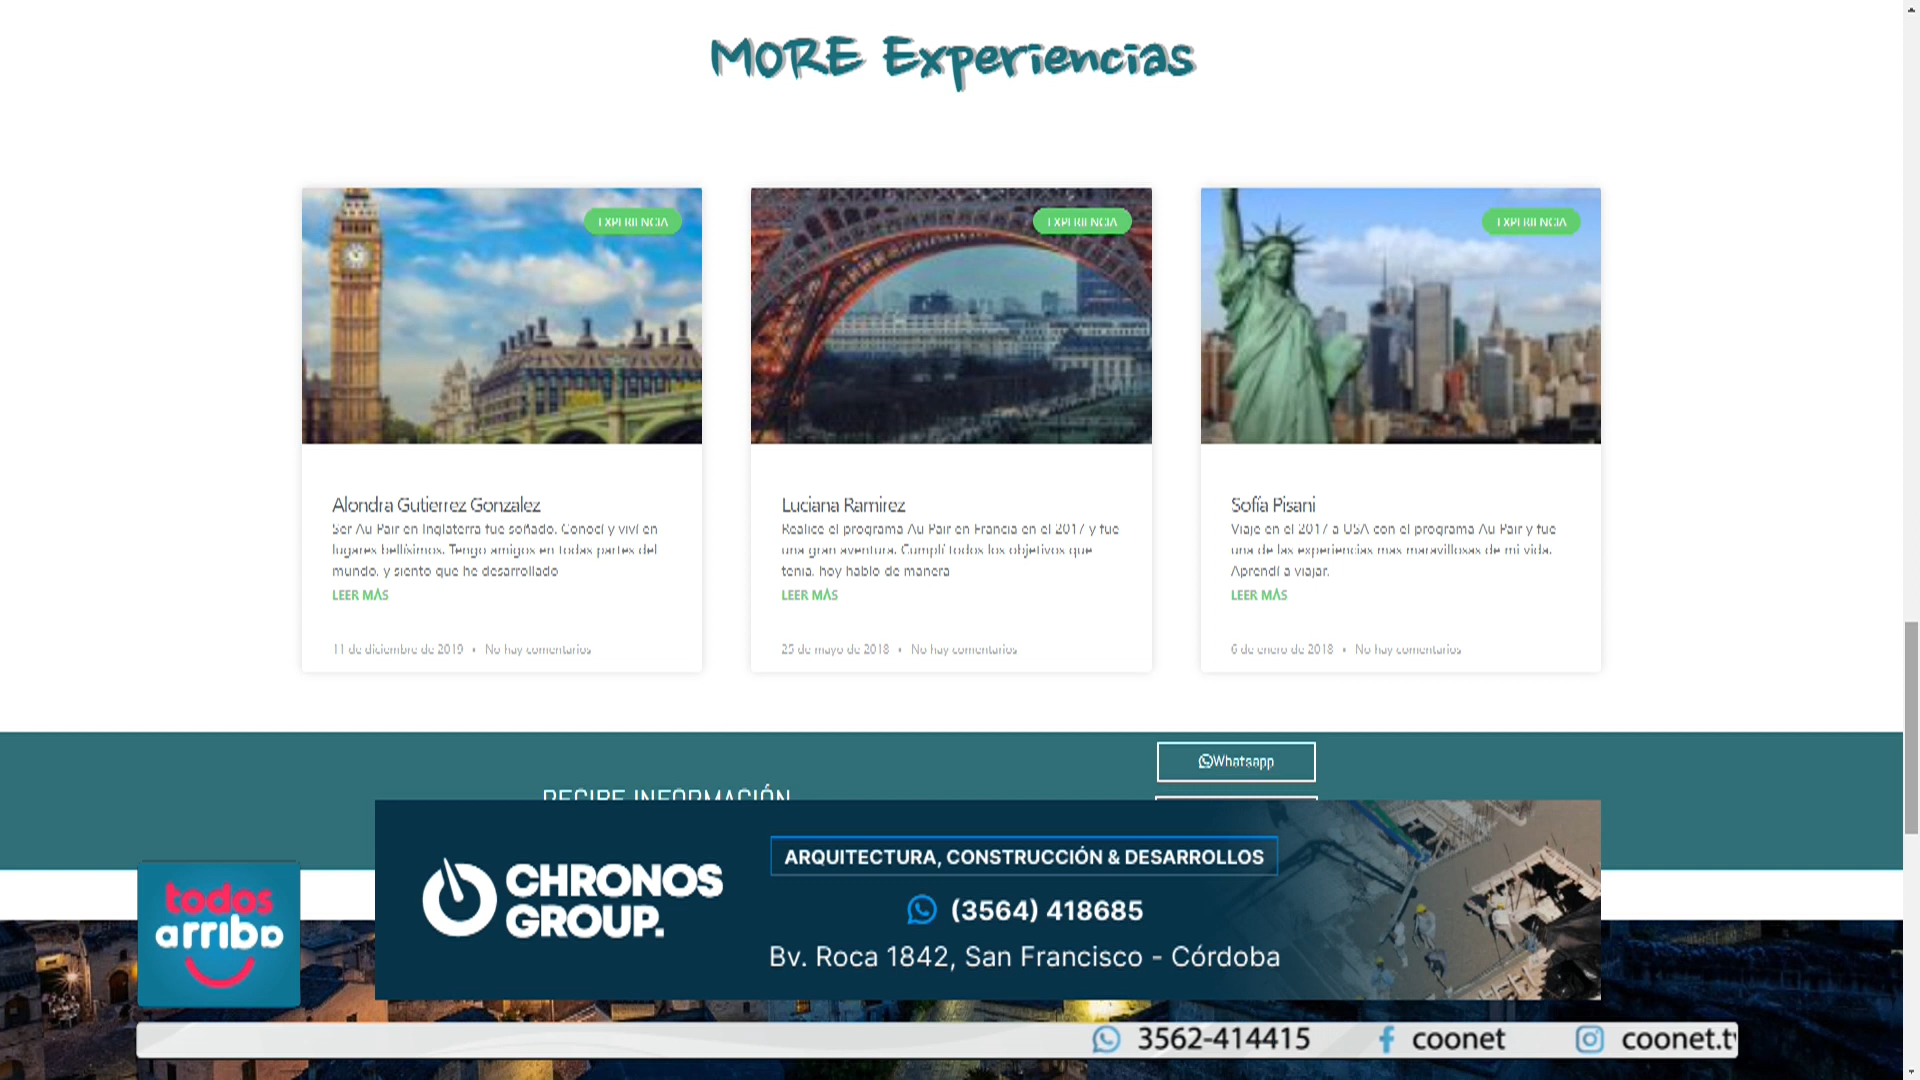 MORE Experiencias
EXPERIENCIA
EXPERIENCIA
EXPERIENCIA
Alondra Gutierrez Gonzalez
Ser Au Pair en Inglaterra fue soñado. Conocí y viví en
lugares bellísimos. Tengo amigos en todas partes del
mundo, y siento que he desarrollado
LEER MÁS
11 de diciembre de 2019 • No hay comentarios
Luciana Ramirez
Realice el programa Au Pair en Francia en el 2017 y fue
una gran aventura. Cumplí todos los objetivos que
tenia, hoy hablo de manera
LEER MÁS
25 de mayo de 2018 • No hay comentarios
Sofía Pisani
Viaje en el 2017 a USA con el programa Au Pair y fue
una de las experiencias mas maravillosas de mi vida.
Aprendí a viajar.
LEER MÁS
6 de enero de 2018 • No hay comentarios
Whatsapp
RECIBE INFORMACIÓN
CHRONOS
GROUP.
ARQUITECTURA, CONSTRUCCIÓN & DESARROLLOS
(3564) 418685
Bv. Roca 1842, San Francisco - Córdoba
todos
arriba
3562-414415 coonet coonet.tv